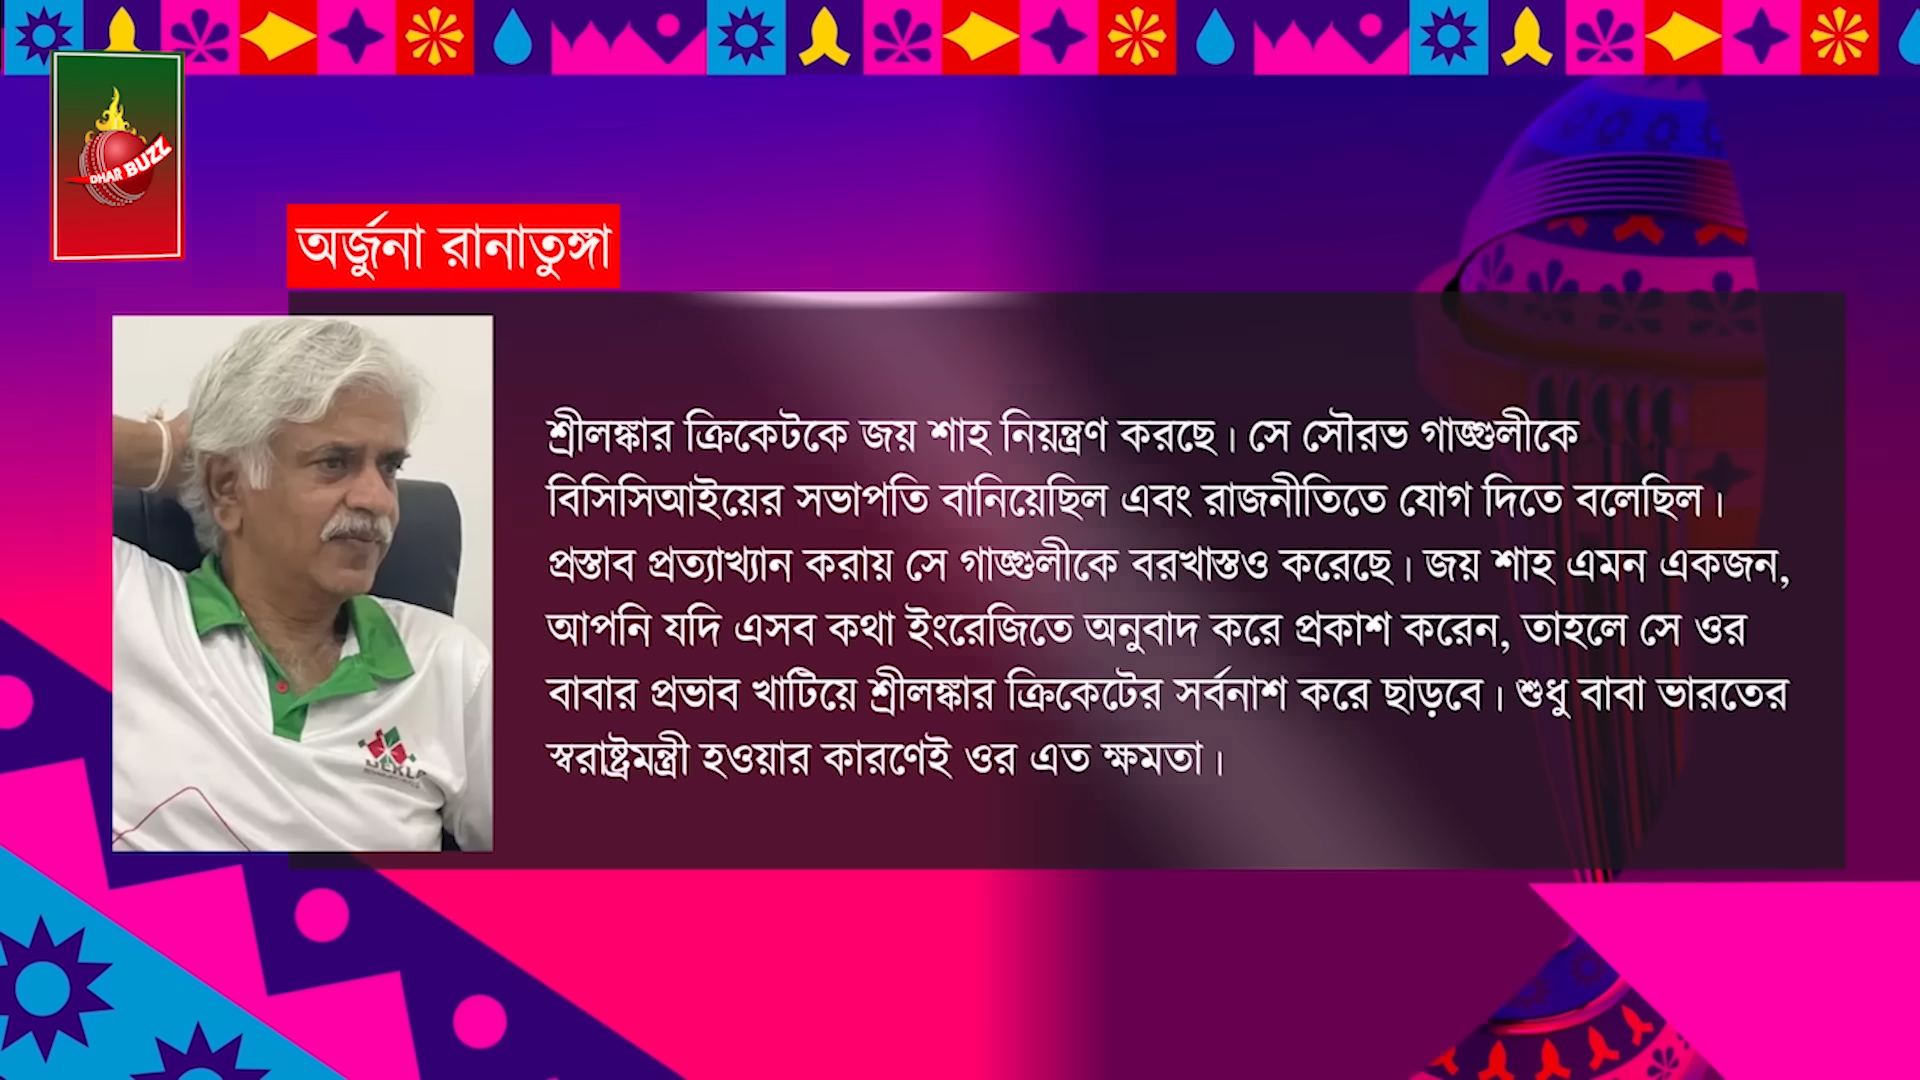 DHAR BUZZ
অর্জুনা রানাতুঙ্গা
শ্রীলঙ্কার ক্রিকেটকে জয় শাহ নিয়ন্ত্রণ করছে। সে সৌরভ গাঙ্গুলীকে
বিসিসিআইয়ের সভাপতি বানিয়েছিল এবং রাজনীতিতে যোগ দিতে বলেছিল।
প্রস্তাব প্রত্যাখ্যান করায় সে গাঙ্গুলীকে বরখাস্তও করেছে। জয় শাহ এমন একজন,
আপনি যদি এসব কথা ইংরেজিতে অনুবাদ করে প্রকাশ করেন, তাহলে সে ওর
বাবার প্রভাব খাটিয়ে শ্রীলঙ্কার ক্রিকেটের সর্বনাশ করে ছাড়বে। শুধু বাবা ভারতের
স্বরাষ্ট্রমন্ত্রী হওয়ার কারণেই ওর এত ক্ষমতা।